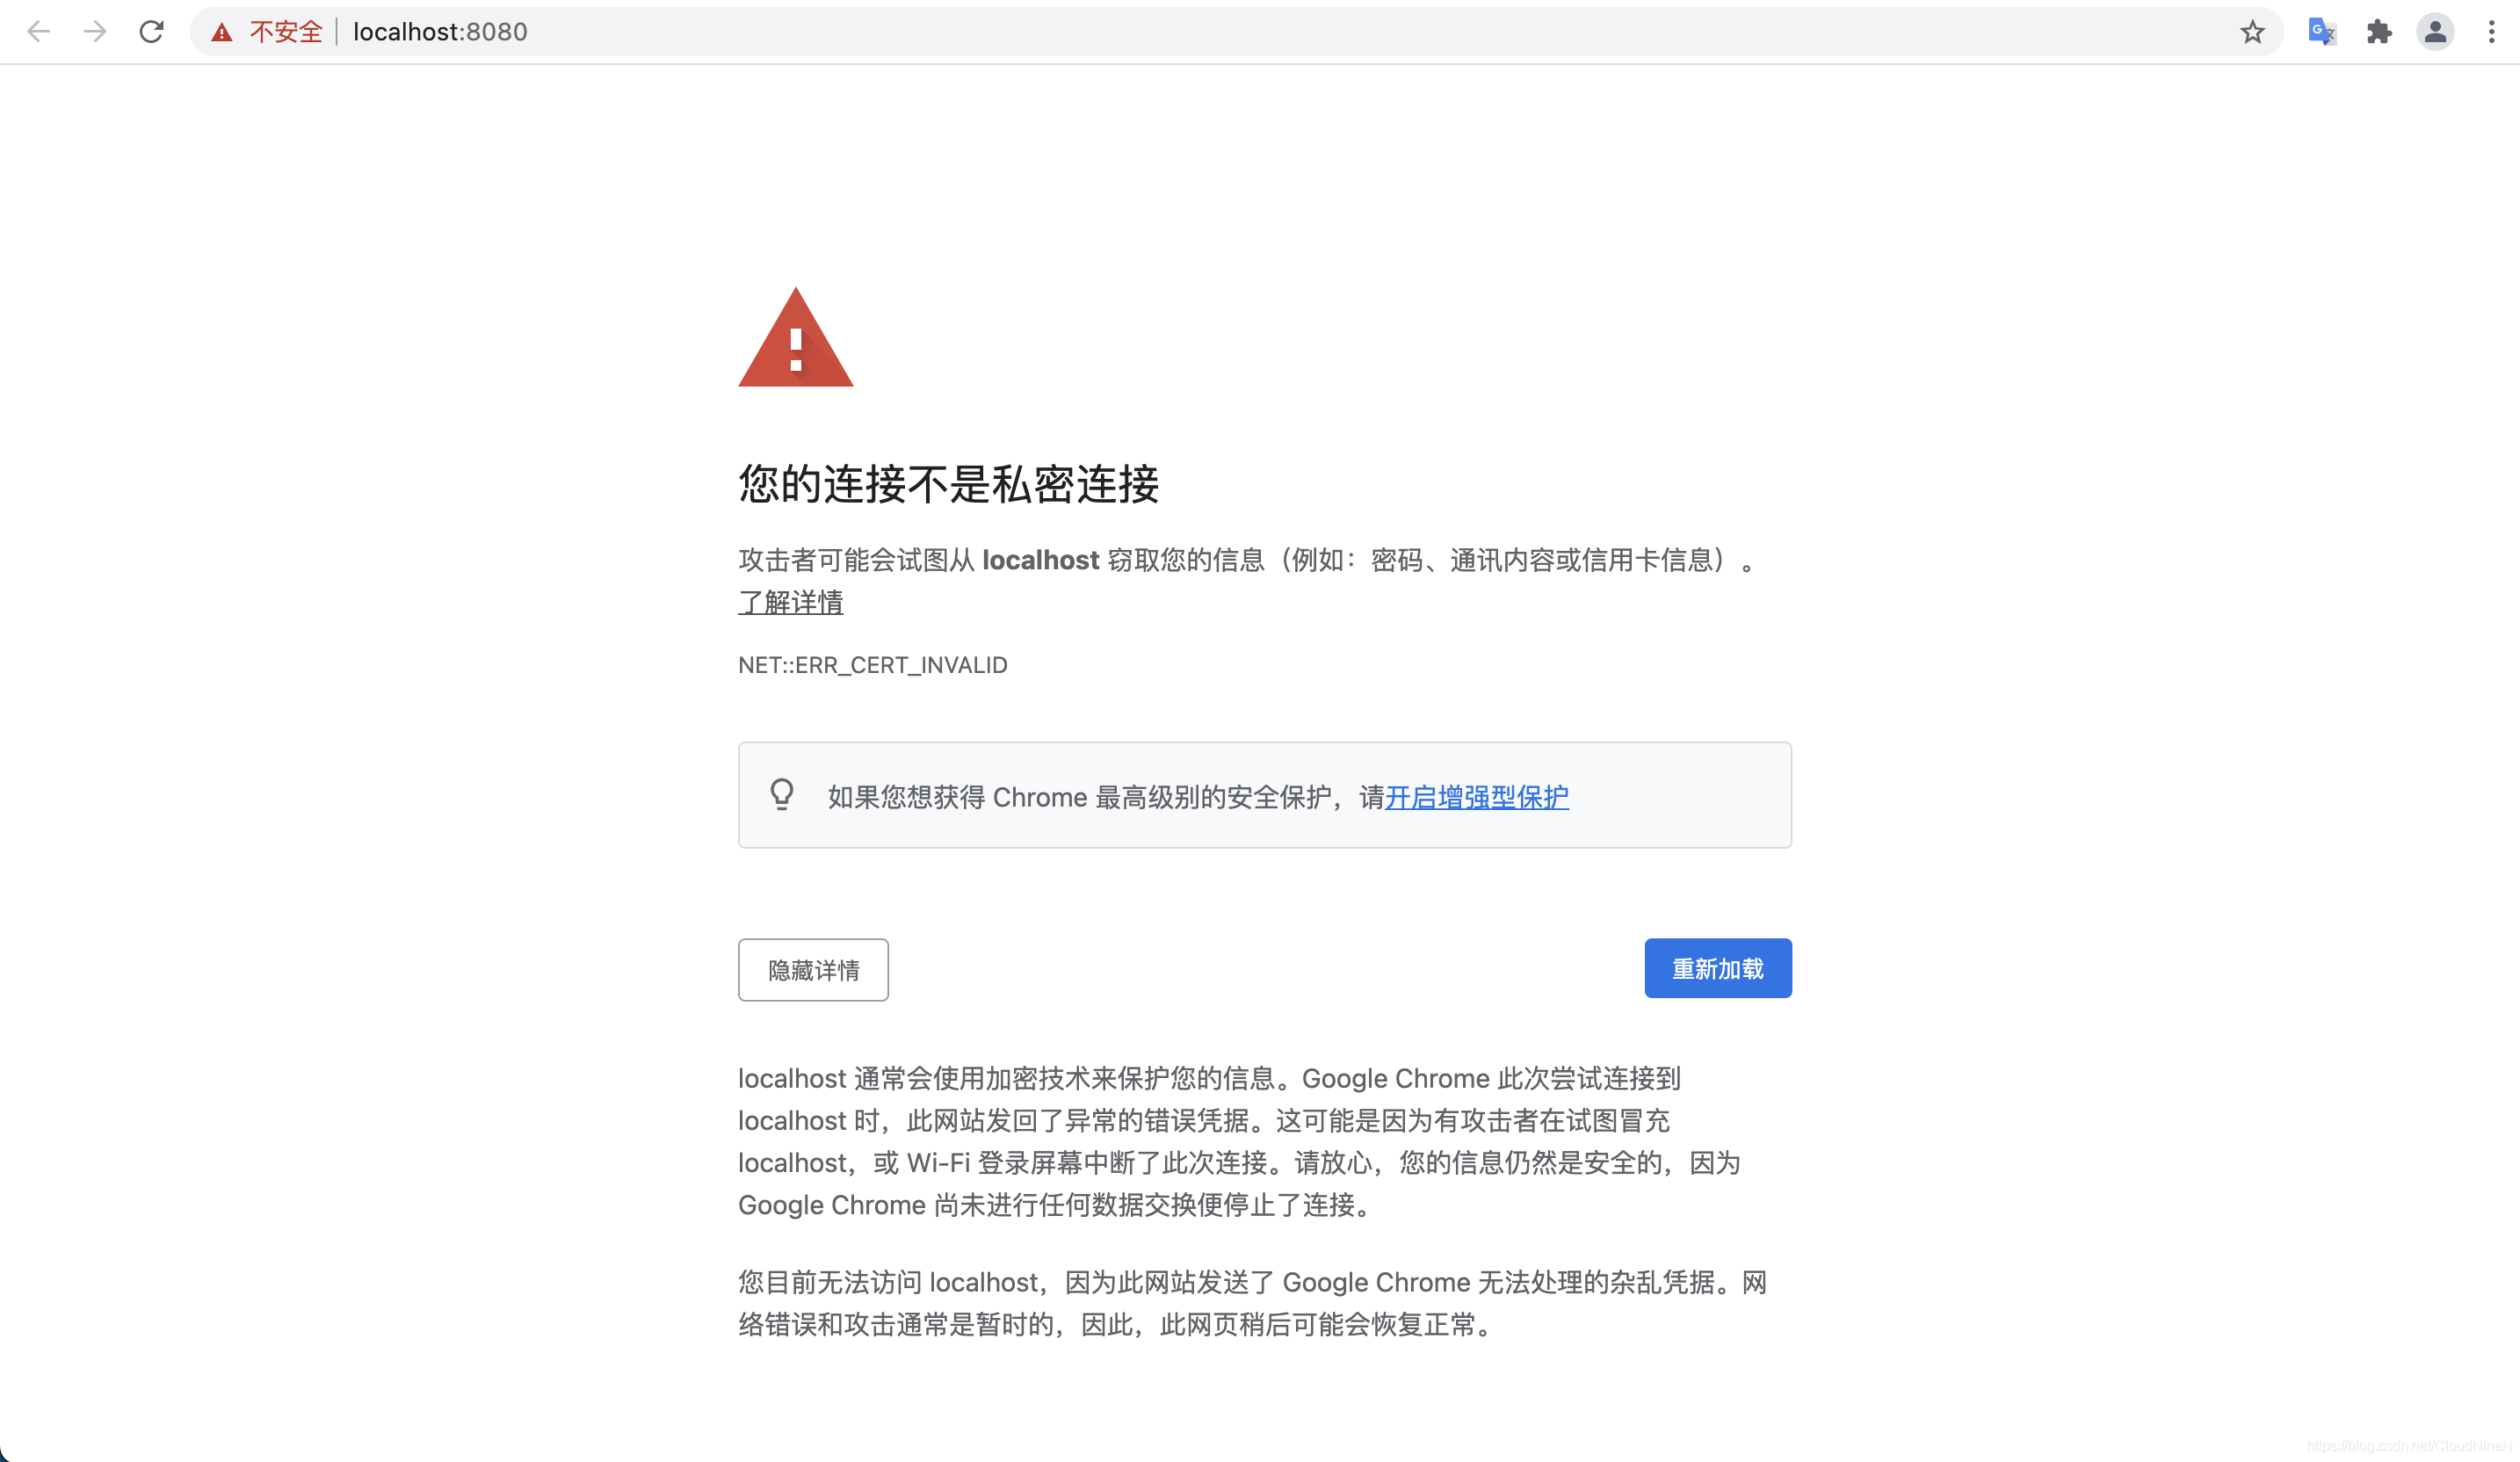 不安全 localhost:8080
您的连接不是私密连接
攻击者可能会试图从 localhost 窃取您的信息（例如：密码、通讯内容或信用卡信息）。
了解详情
NET::ERR_CERT_INVALID
如果您想获得 Chrome 最高级别的安全保护，请开启增强型保护
隐藏详情
重新加载
localhost 通常会使用加密技术来保护您的信息。Google Chrome 此次尝试连接到
localhost 时，此网站发回了异常的错误凭据。这可能是因为有攻击者在试图冒充
localhost，或 Wi-Fi 登录屏幕中断了此次连接。请放心，您的信息仍然是安全的，因为
Google Chrome 尚未进行任何数据交换便停止了连接。
您目前无法访问 localhost，因为此网站发送了 Google Chrome 无法处理的杂乱凭据。网
络错误和攻击通常是暂时的，因此，此网页稍后可能会恢复正常。
https://blog.csdn.net/CloudNineN